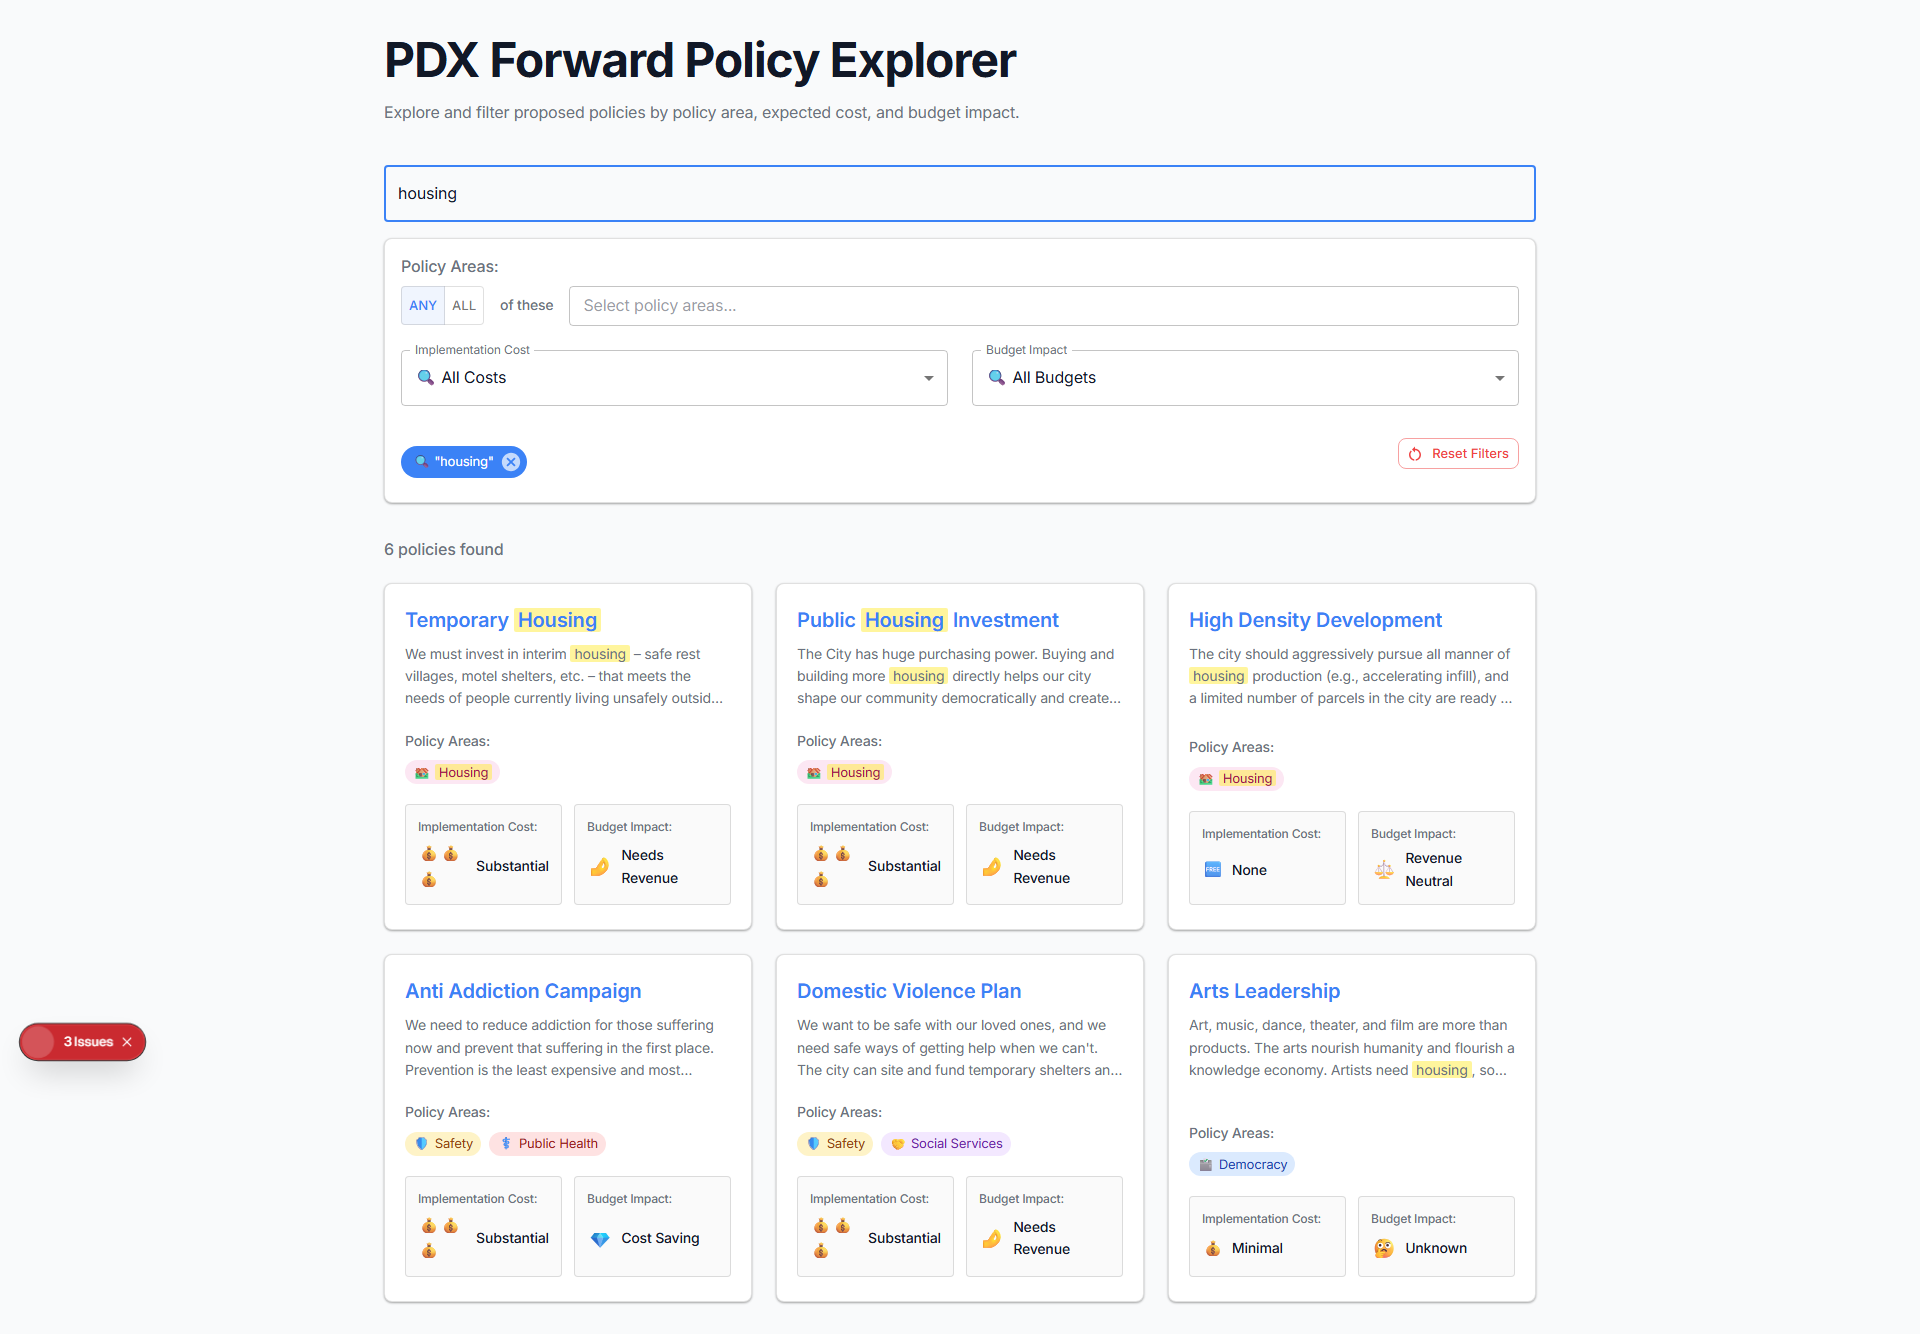 PDX Forward Policy Explorer
Explore and filter proposed policies by policy area, expected cost, and budget impact.
housing
Policy Areas:
ANY ALL of these Select policy areas...
Implementation Cost
All Costs
Budget Impact
All Budgets
"housing"
Reset Filters
6 policies found
Temporary Housing
We must invest in interim housing – safe rest
villages, motel shelters, etc. – that meets the
needs of people currently living unsafely outsid...
Policy Areas:
Housing
Implementation Cost:
Substantial
Budget Impact:
Needs
Revenue
Public Housing Investment
The City has huge purchasing power. Buying and
building more housing directly helps our city
shape our community democratically and create...
Policy Areas:
Housing
Implementation Cost:
Substantial
Budget Impact:
Needs
Revenue
High Density Development
The city should aggressively pursue all manner of
housing production (e.g., accelerating infill), and
a limited number of parcels in the city are ready ...
Policy Areas:
Housing
Implementation Cost:
FREE None
Budget Impact:
Revenue
Neutral
Anti Addiction Campaign
We need to reduce addiction for those suffering
now and prevent that suffering in the first place.
Prevention is the least expensive and most...
Policy Areas:
Safety Public Health
Implementation Cost:
Substantial
Budget Impact:
Cost Saving
Domestic Violence Plan
We want to be safe with our loved ones, and we
need safe ways of getting help when we can't.
The city can site and fund temporary shelters an...
Policy Areas:
Safety Social Services
Implementation Cost:
Substantial
Budget Impact:
Needs
Revenue
Arts Leadership
Art, music, dance, theater, and film are more than
products. The arts nourish humanity and flourish a
knowledge economy. Artists need housing, so...
Policy Areas:
Democracy
Implementation Cost:
Minimal
Budget Impact:
Unknown
3 Issues